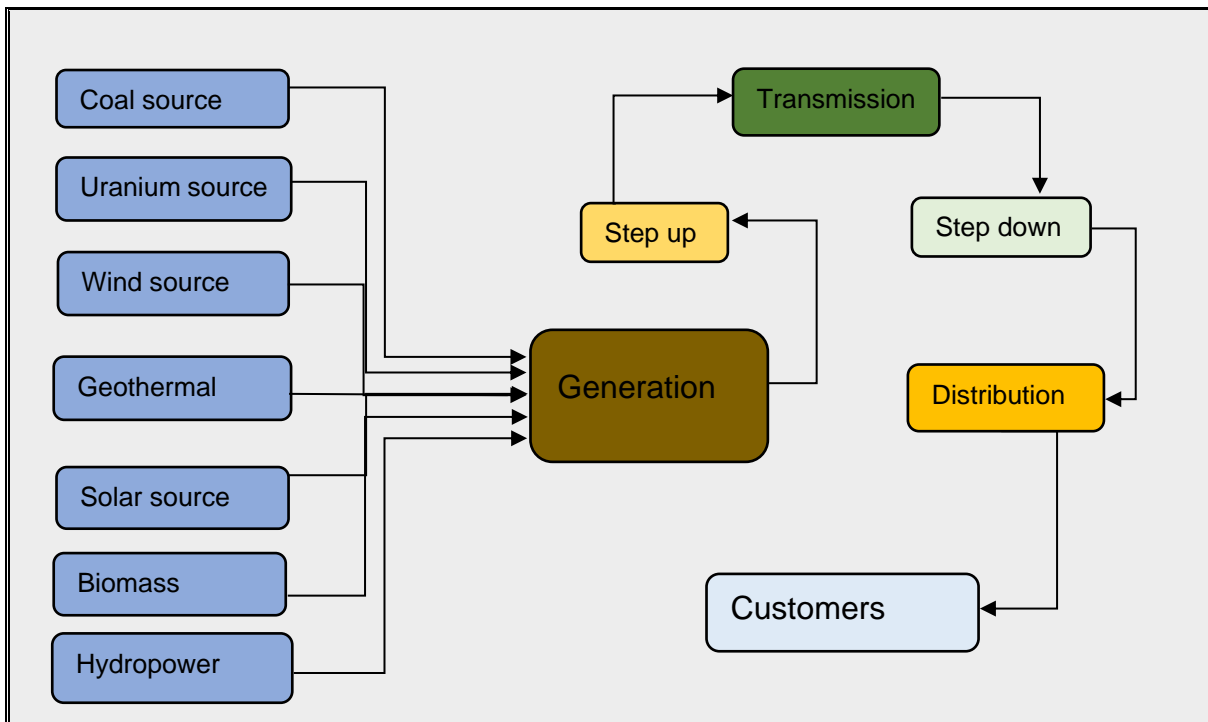 Coal source
Uranium source
Wind source
Geothermal
Solar source
Biomass
Hydropower
Generation
Step up
Transmission
Step down
Distribution
Customers